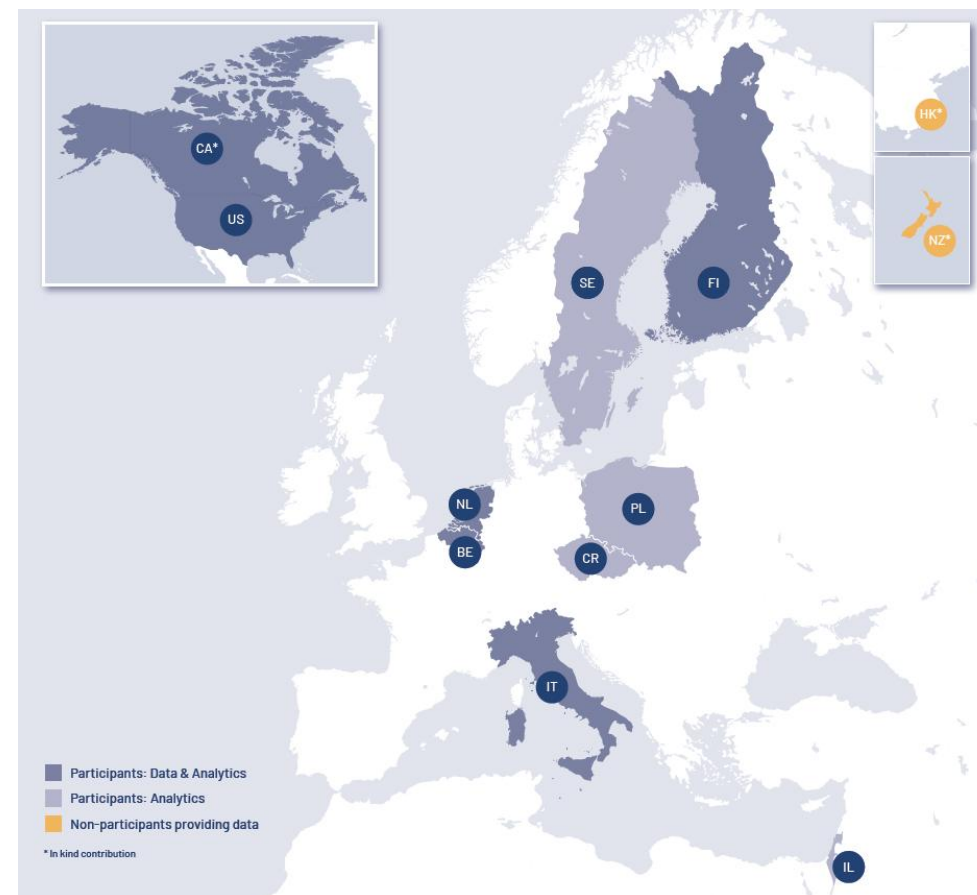 CA*
US
HK*
NZ*
SE
FI
NL
BE
PL
CR
IT
IL
Participants: Data & Analytics
Participants: Analytics
Non-participants providing data
* In kind contribution